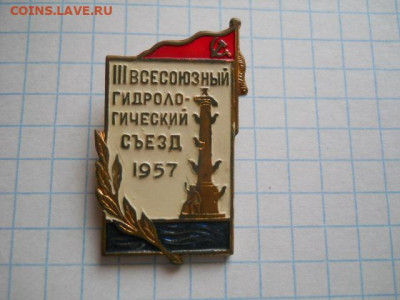 COINS.LAVE.RU
III ВСЕСОЮЗНЫЙ
ГИДРОЛО-
ГИЧЕСКИЙ
СЪЕЗД
1957